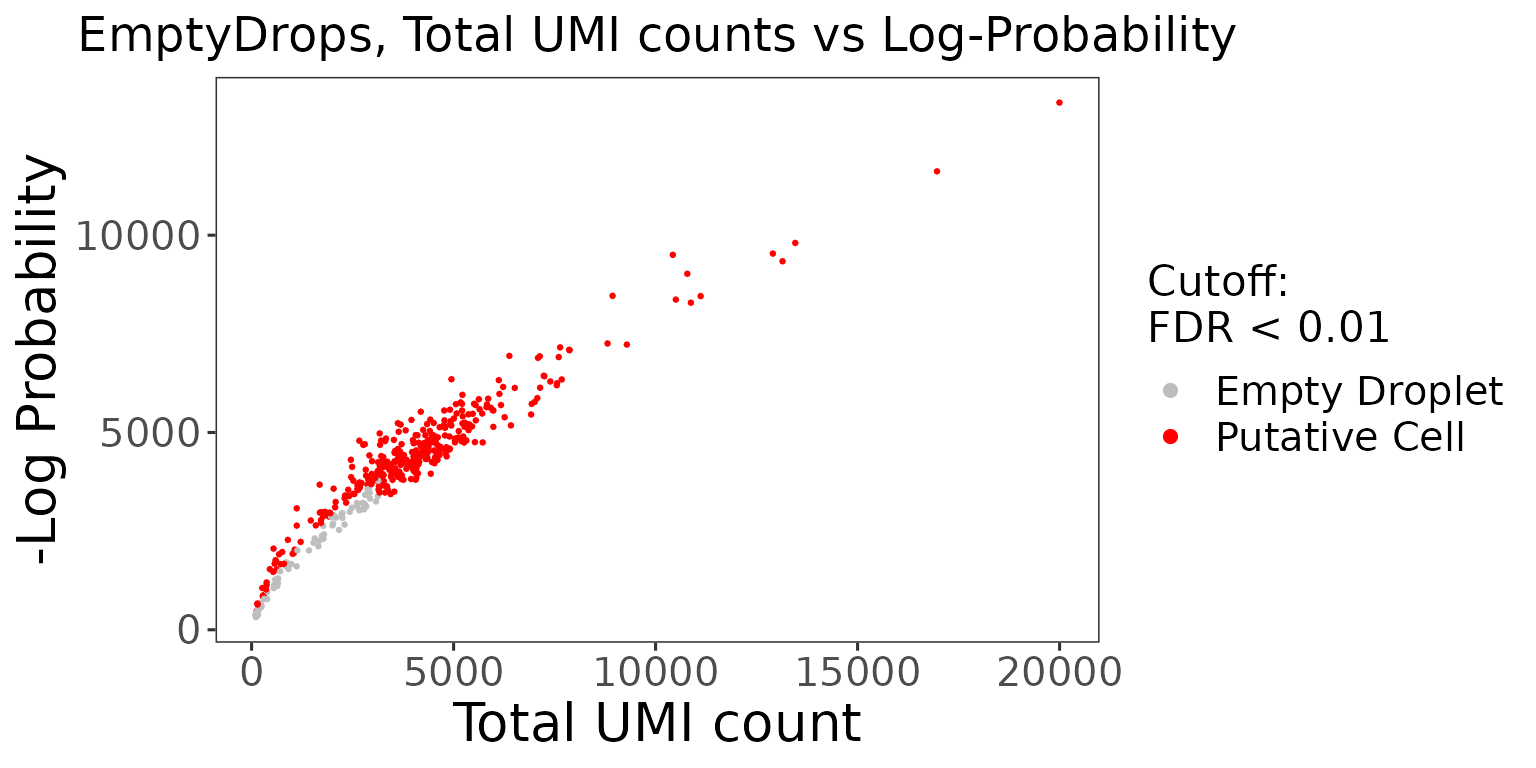 EmptyDrops, Total UMI counts vs Log-Probability
-Log Probability
10000
5000
0
0 5000 10000 15000 20000
Total UMI count
Cutoff:
FDR < 0.01
Empty Droplet
Putative Cell